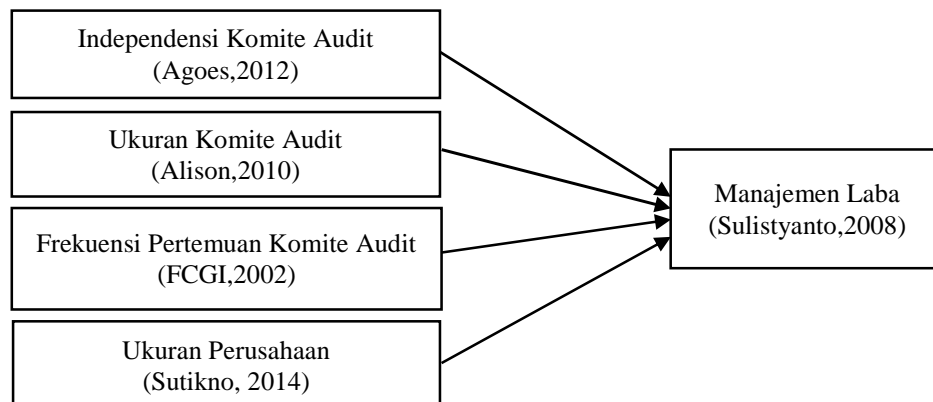 Independensi Komite Audit
(Agoes,2012)
Ukuran Komite Audit
(Alison,2010)
Frekuensi Pertemuan Komite Audit
(FCGI,2002)
Ukuran Perusahaan
(Sutikno, 2014)
Manajemen Laba
(Sulistyanto,2008)